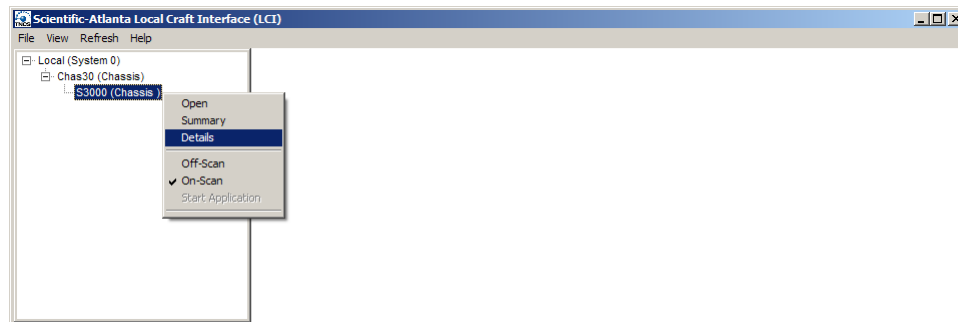 Scientific-Atlanta Local Craft Interface (LCI)
File View Refresh Help
Local (System 0)
Chas30 (Chassis)
S3000 (Chassis )
Open
Summary
Details
Off-Scan
On-Scan
Start Application